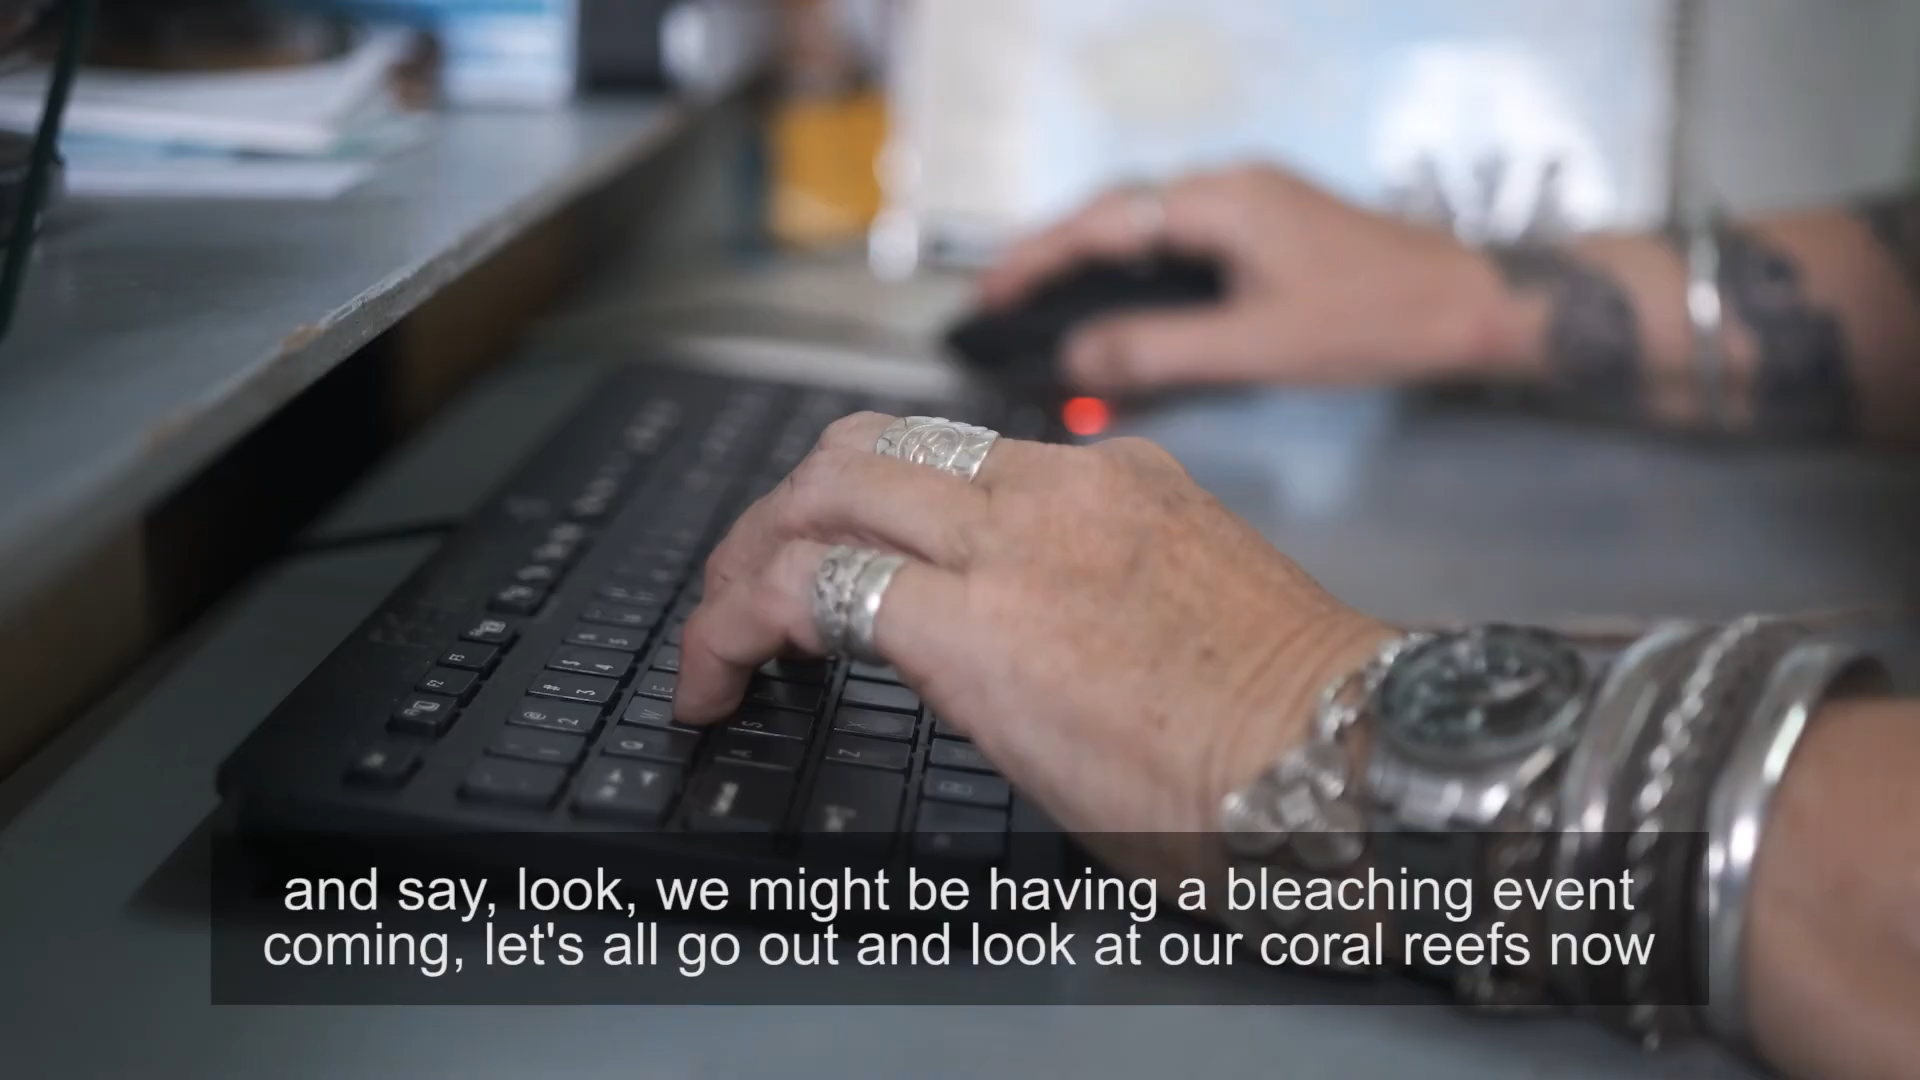 and say, look, we might be having a bleaching event
coming, let's all go out and look at our coral reefs now